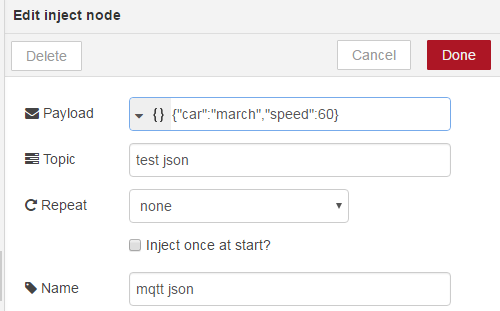 Edit inject node
Delete Cancel Done
Payload {} {"car":"march","speed":60}
Topic test json
Repeat none
Inject once at start?
Name mqtt json